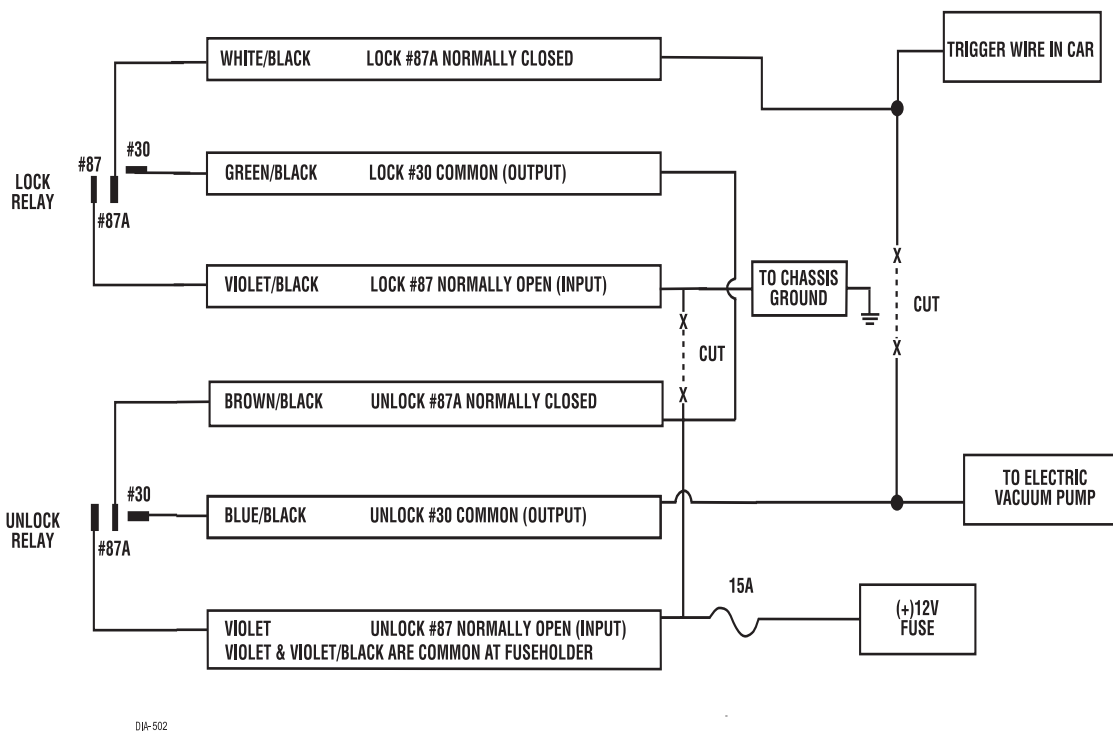 WHITE/BLACK LOCK #87A NORMALLY CLOSED
TRIGGER WIRE IN CAR
#87
#30
LOCK
RELAY
#87A
GREEN/BLACK LOCK #30 COMMON (OUTPUT)
VIOLET/BLACK LOCK #87 NORMALLY OPEN (INPUT)
TO CHASSIS
GROUND
X
X
CUT
X
X
CUT
BROWN/BLACK UNLOCK #87A NORMALLY CLOSED
#30
UNLOCK
RELAY
#87A
BLUE/BLACK UNLOCK #30 COMMON (OUTPUT)
TO ELECTRIC
VACUUM PUMP
15A
(+)12V
FUSE
VIOLET UNLOCK #87 NORMALLY OPEN (INPUT)
VIOLET & VIOLET/BLACK ARE COMMON AT FUSEHOLDER
DIA-502